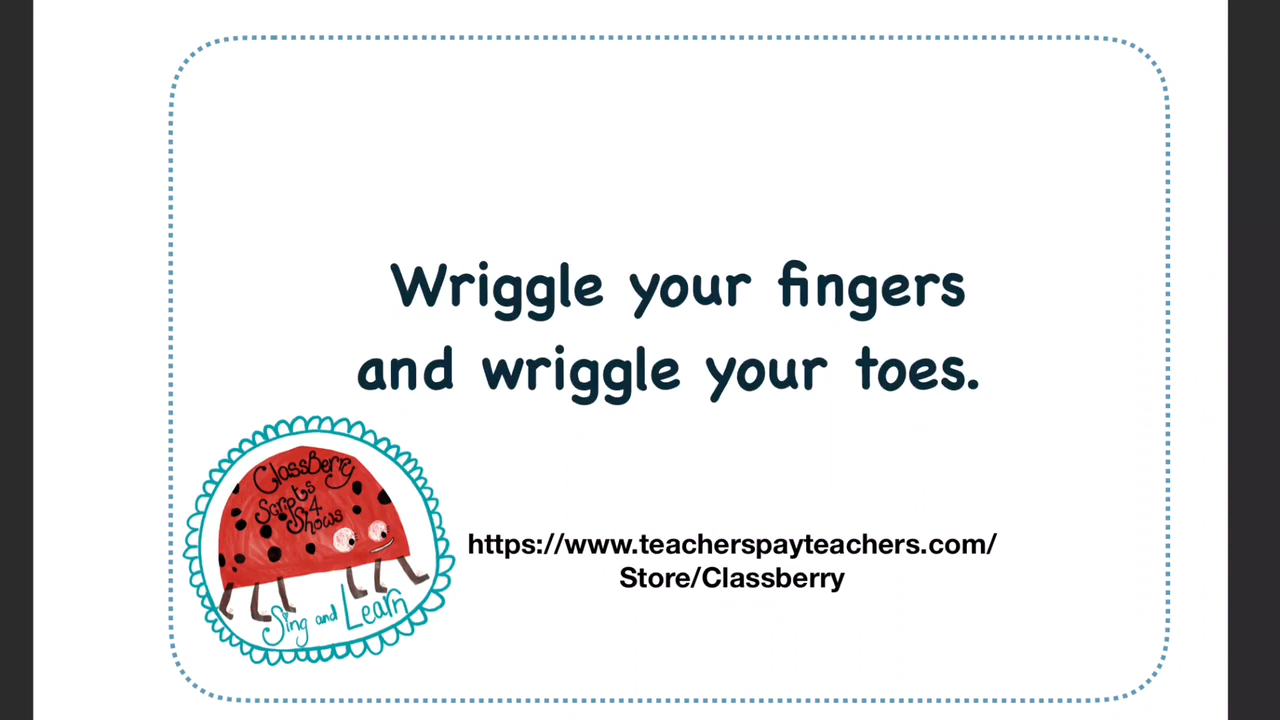 Wriggle your fingers
and wriggle your toes.
ClassBerry
Scripts
4
Shows
Sing and Learn
https://www.teacherspayteachers.com/
Store/Classberry